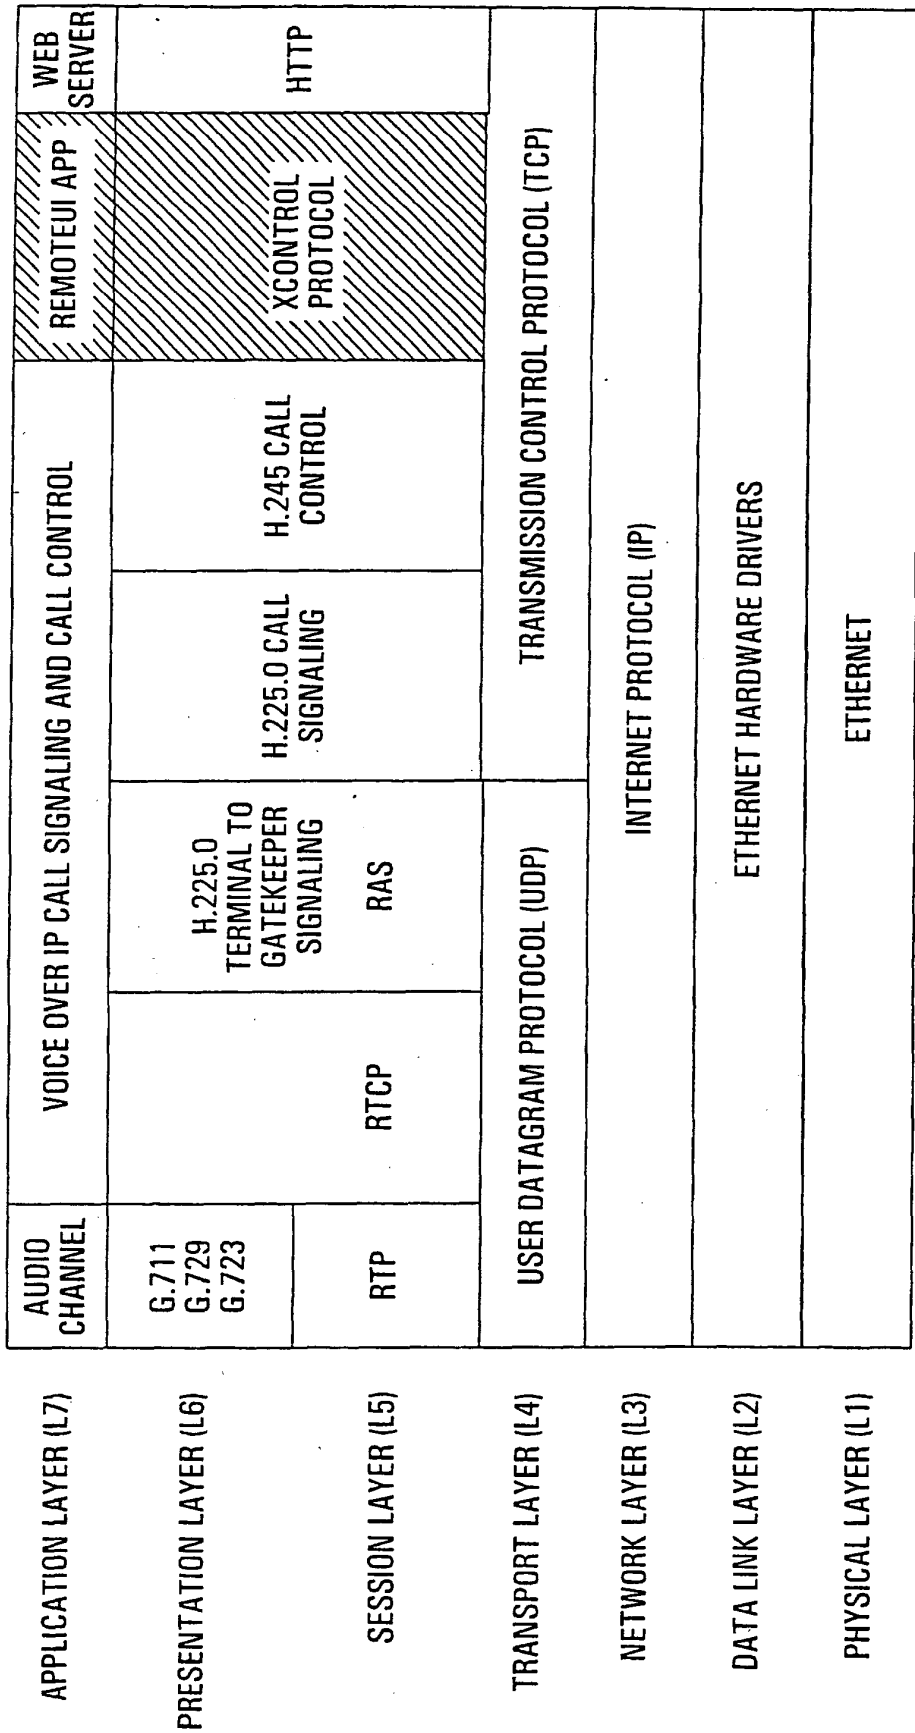 APPLICATION LAYER (L7)
AUDIO
CHANNEL
VOICE OVER IP CALL SIGNALING AND CALL CONTROL
REMOTEUI APP
WEB
SERVER
PRESENTATION LAYER (L6)
G.711
G.729
G.723
H.225.0
TERMINAL TO
GATEKEEPER
SIGNALING
H.225.0 CALL
SIGNALING
H.245 CALL
CONTROL
XCONTROL
PROTOCOL
HTTP
SESSION LAYER (L5)
RTP
RTCP
RAS
TRANSPORT LAYER (L4)
USER DATAGRAM PROTOCOL (UDP)
TRANSMISSION CONTROL PROTOCOL (TCP)
NETWORK LAYER (L3)
INTERNET PROTOCOL (IP)
DATA LINK LAYER (L2)
ETHERNET HARDWARE DRIVERS
PHYSICAL LAYER (L1)
ETHERNET